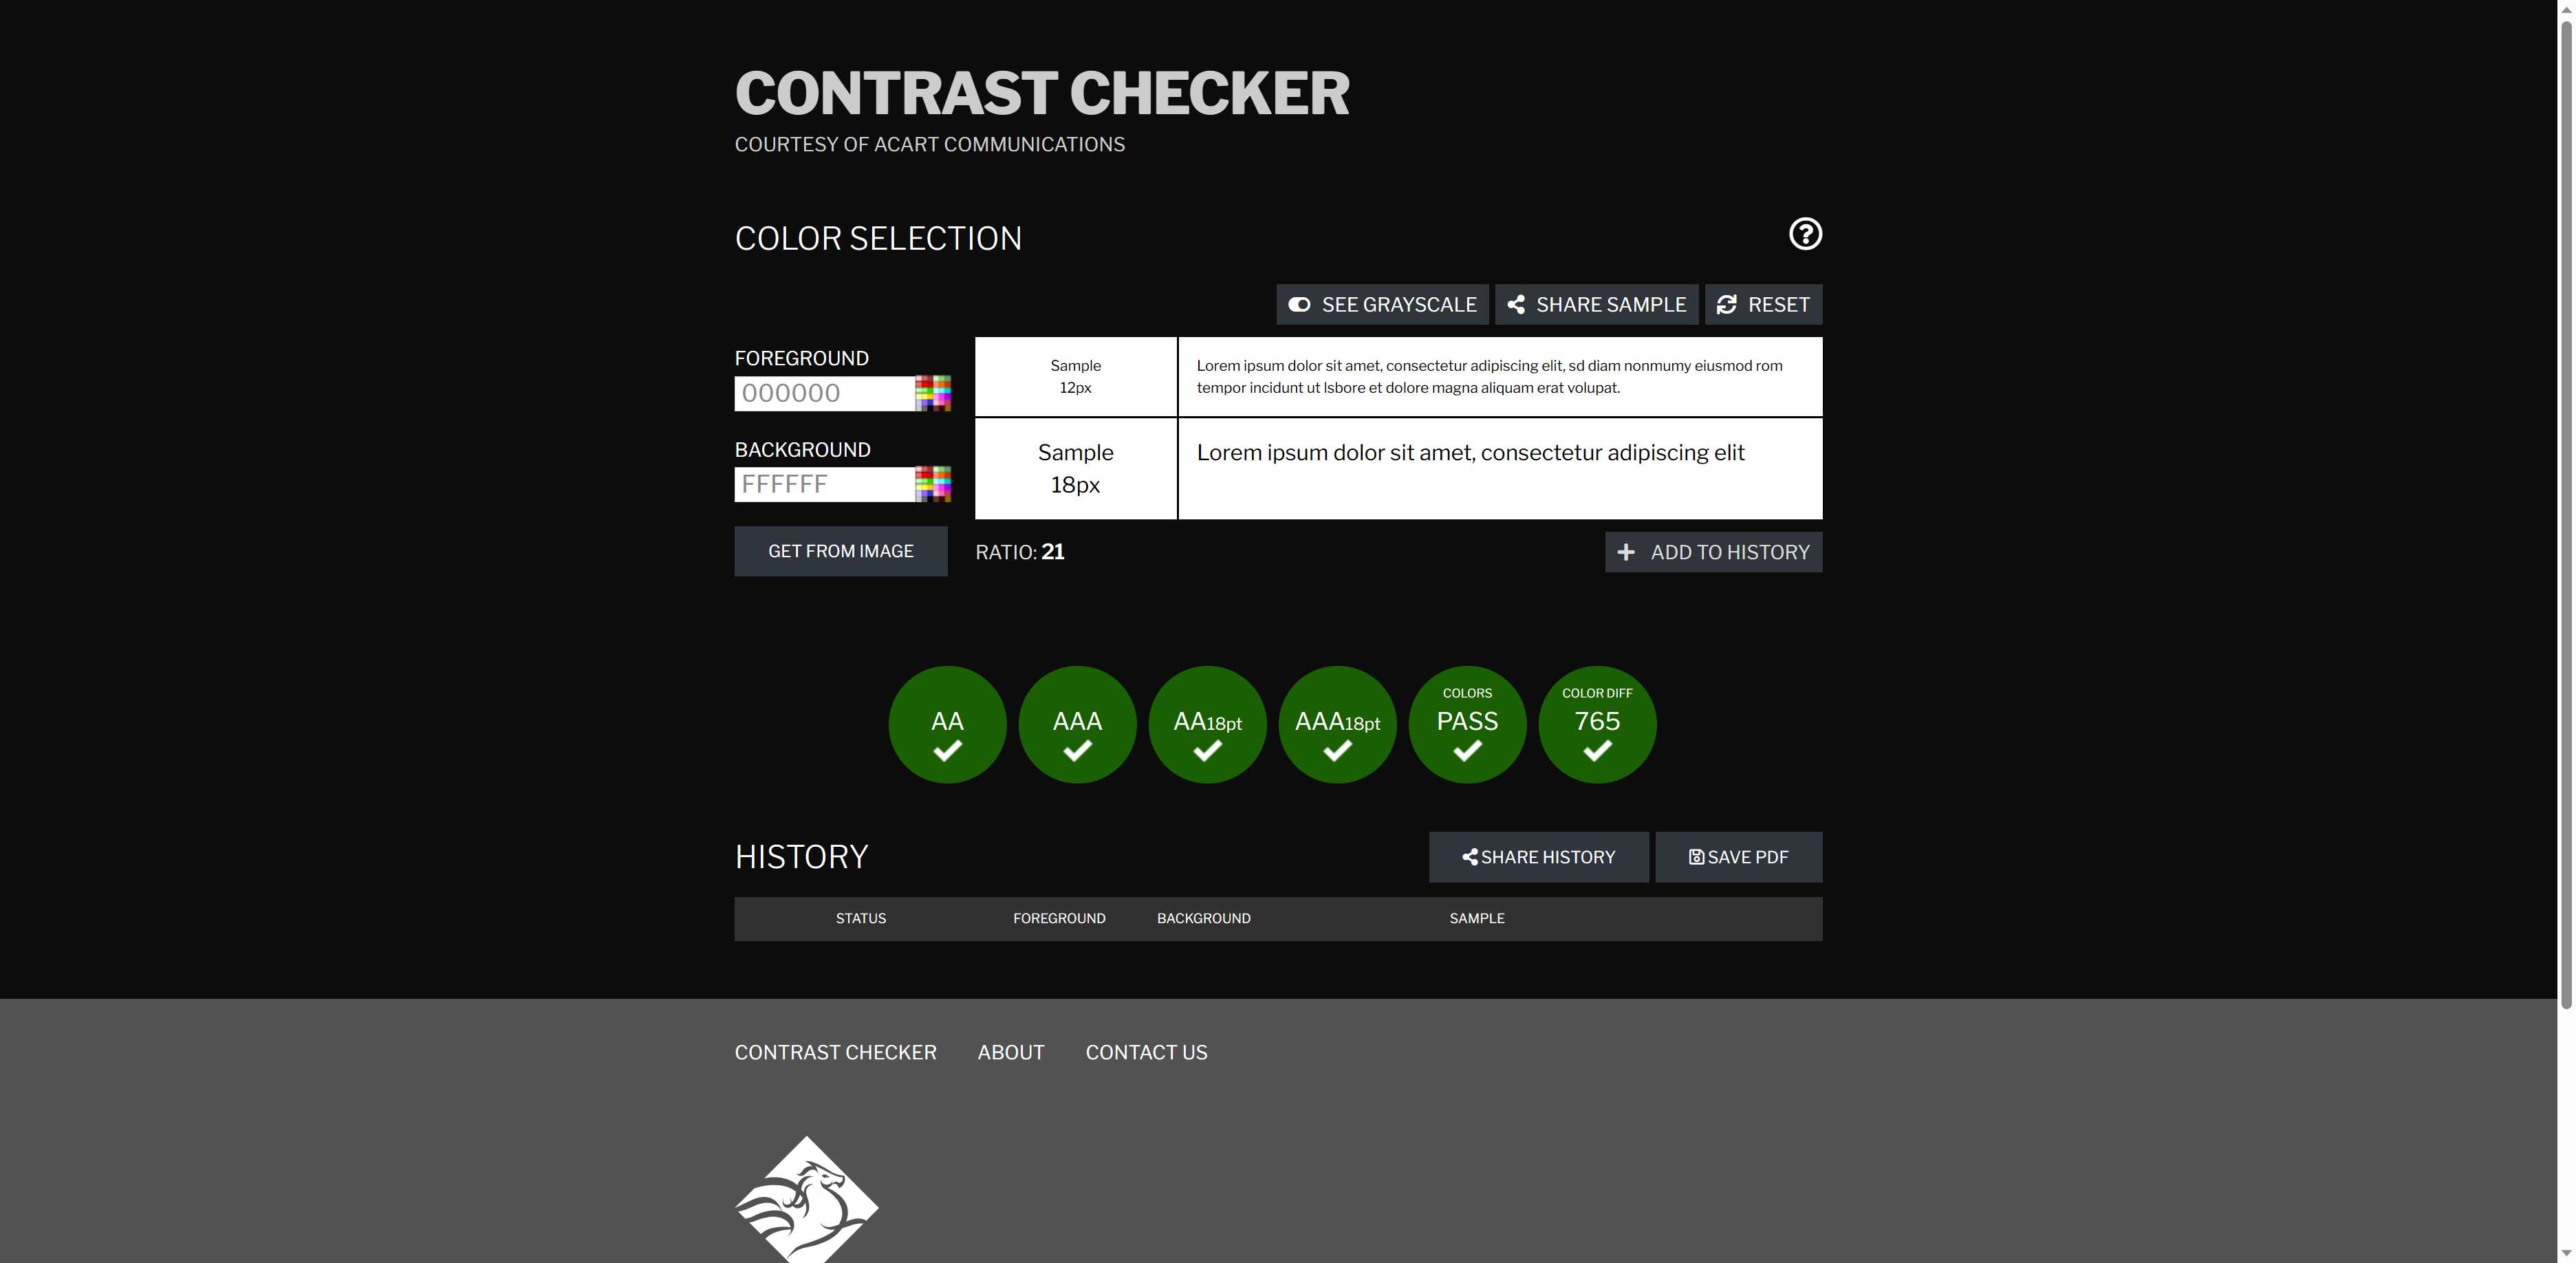 CONTRAST CHECKER
COURTESY OF ACART COMMUNICATIONS
COLOR SELECTION
SEE GRAYSCALE
SHARE SAMPLE
RESET
FOREGROUND
000000
BACKGROUND
FFFFFF
GET FROM IMAGE
Sample
12px
Lorem ipsum dolor sit amet, consectetur adipiscing elit, sd diam nonmumy eiusmod rom
tempor incidunt ut lsbore et dolore magna aliquam erat volupat.
Sample
18px
Lorem ipsum dolor sit amet, consectetur adipiscing elit
RATIO: 21
ADD TO HISTORY
AA
AAA
AA18pt
AAA18pt
COLORS
PASS
COLOR DIFF
765
HISTORY
SHARE HISTORY
SAVE PDF
STATUS
FOREGROUND
BACKGROUND
SAMPLE
CONTRAST CHECKER
ABOUT
CONTACT US